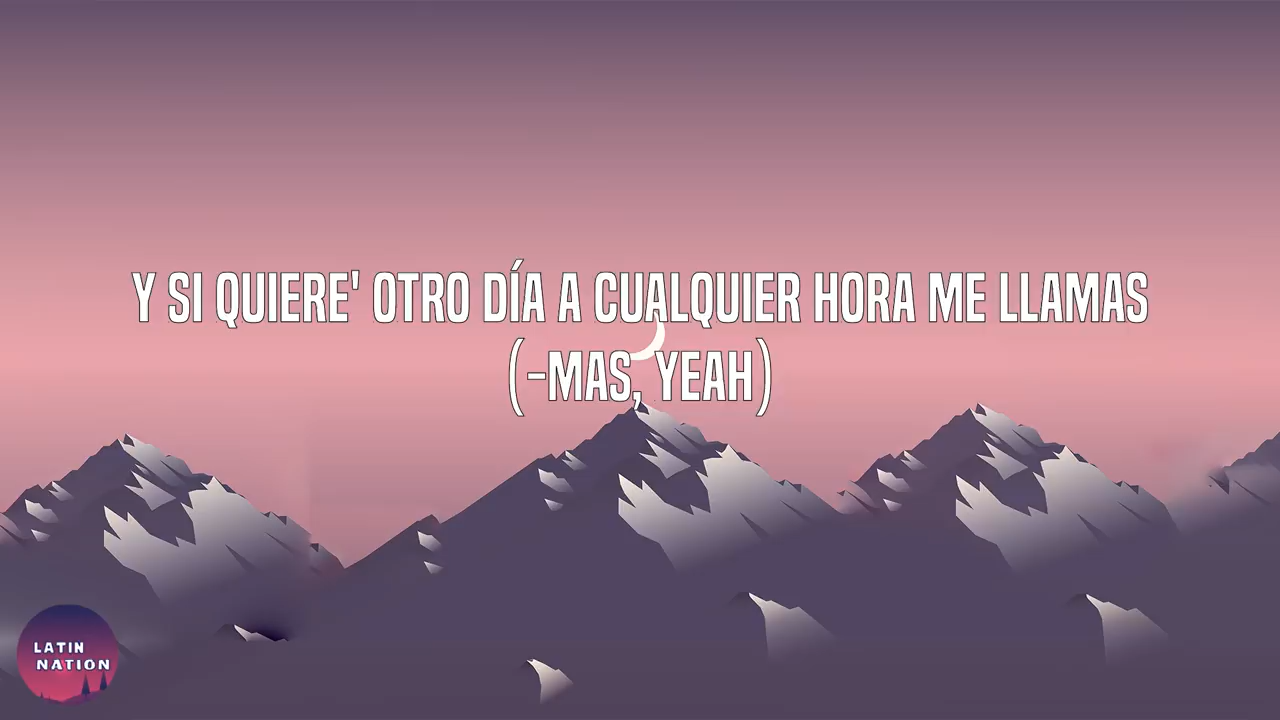 Y SI QUIERE' OTRO DÍA A CUALQUIER HORA ME LLAMAS
(-MAS, YEAH)
LATIN
NATION